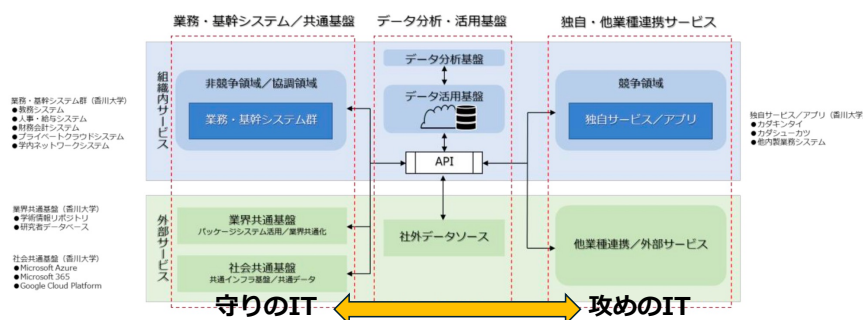 業務・基幹システム/共通基盤
データ分析・活用基盤
独自・他業種連携サービス
組織内サービス
非競争領域/協調領域
業務・基幹システム群
データ分析基盤
データ活用基盤
API
競争領域
独自サービス/アプリ
業務・基幹システム群(香川大学)
●教務システム
●人事・給与システム
●財務会計システム
●プライベートクラウドシステム
●学内ネットワークシステム
独自サービス/アプリ(香川大学
●カダキンタイ
●カダシューカツ
●他内製業務システム
外部サービス
業界共通基盤
パッケージシステム活用/業界共通化
社会共通基盤
共通インフラ基盤/共通データ
社外データソース
他業種連携/外部サービス
業界共通基盤(香川大学)
●学術情報リポジトリ
●研究者データベース
社会共通基盤(香川大学)
●Microsoft Azure
●Microsoft 365
●Google Cloud Platform
守りのIT
攻めのIT